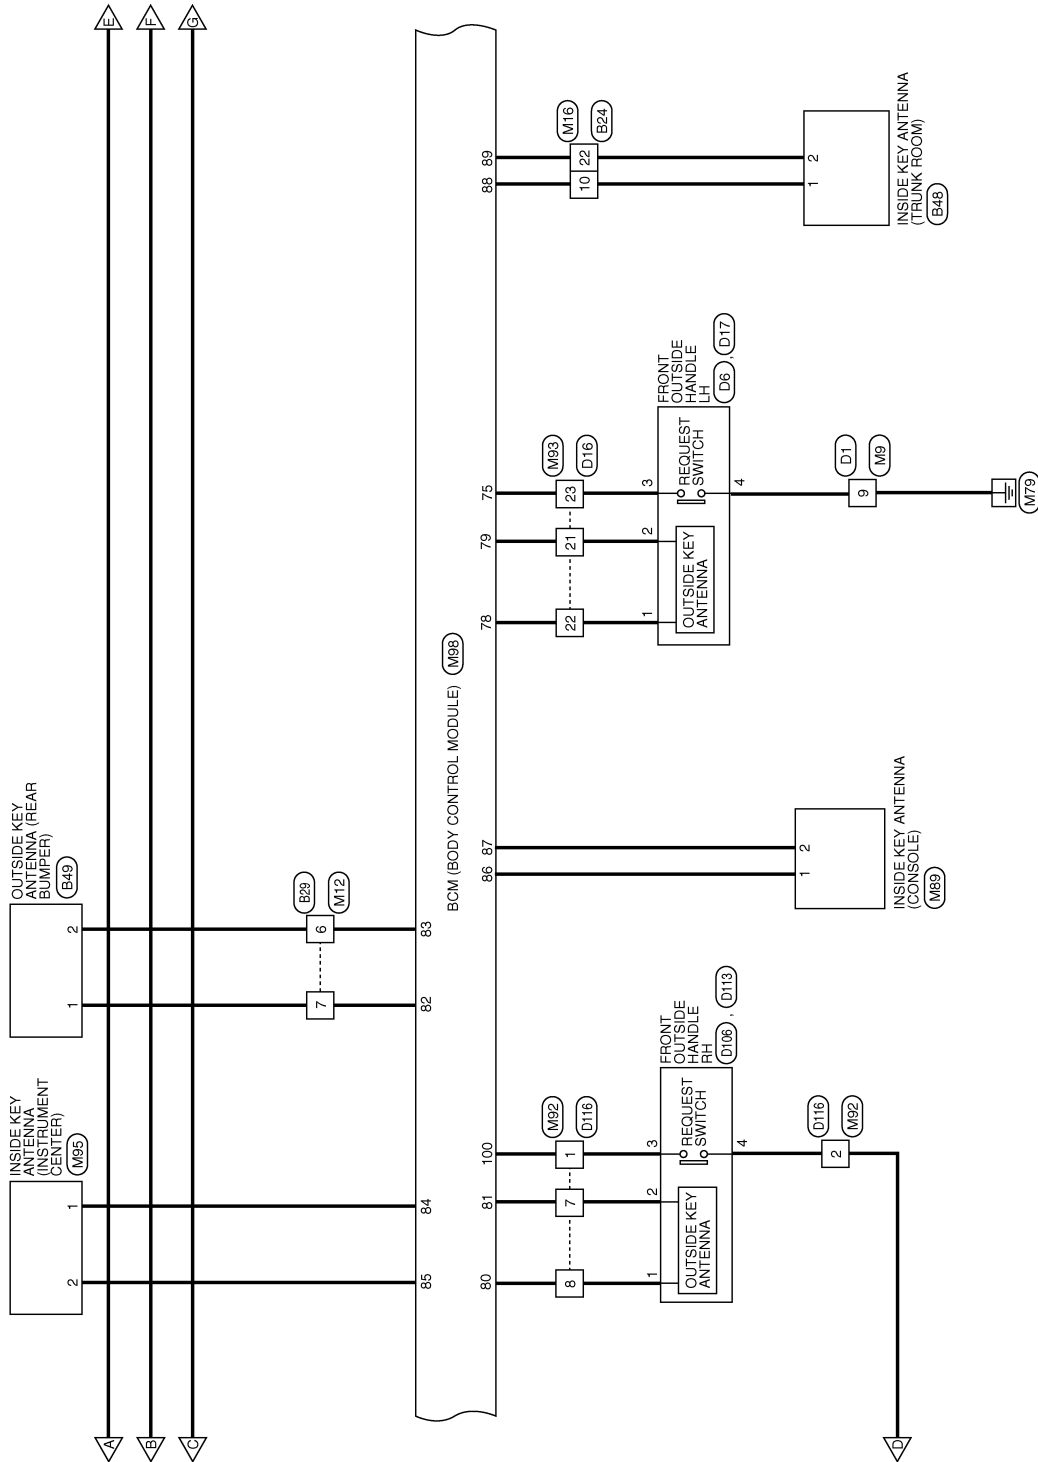 A
B
C
E
F
G
INSIDE KEY
ANTENNA
(INSTRUMENT
CENTER)
M95
2
1
OUTSIDE KEY
ANTENNA (REAR
BUMPER)
B49
1
2
B29
M12
7
6
85
84
82
83
BCM (BODY CONTROL MODULE)
M98
80
81
100
86
87
78
79
75
88
89
M92
D116
8
7
1
1
2
3
FRONT
OUTSIDE
HANDLE
RH
D106 , D113
OUTSIDE KEY
ANTENNA
REQUEST
SWITCH
4
D116
M92
2
D
1
2
INSIDE KEY ANTENNA
(CONSOLE)
M89
M93
D16
22
21
23
1
2
3
FRONT
OUTSIDE
HANDLE
LH
D6 , D17
OUTSIDE KEY
ANTENNA
REQUEST
SWITCH
4
D1
M9
9
M79
M16
B24
10
22
1
2
INSIDE KEY ANTENNA
(TRUNK ROOM)
B48